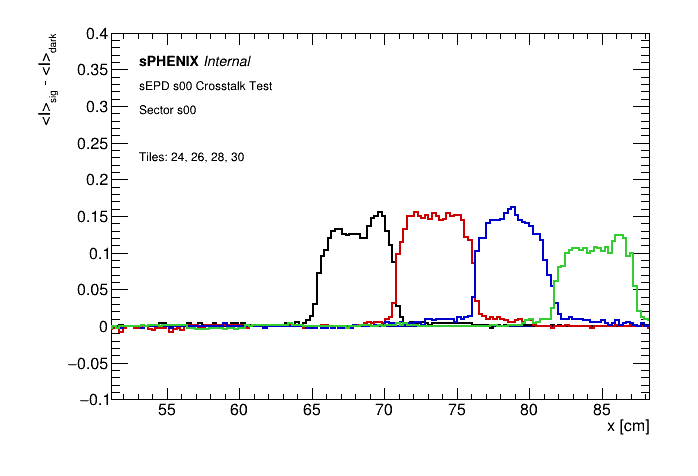 0.4
0.35
0.3
0.25
0.2
0.15
0.1
0.05
0
−0.05
−0.1
<I>sig - <I>dark
sPHENIX Internal
sEPD s00 Crosstalk Test
Sector s00
Tiles: 24, 26, 28, 30
55 60 65 70 75 80 85
x [cm]